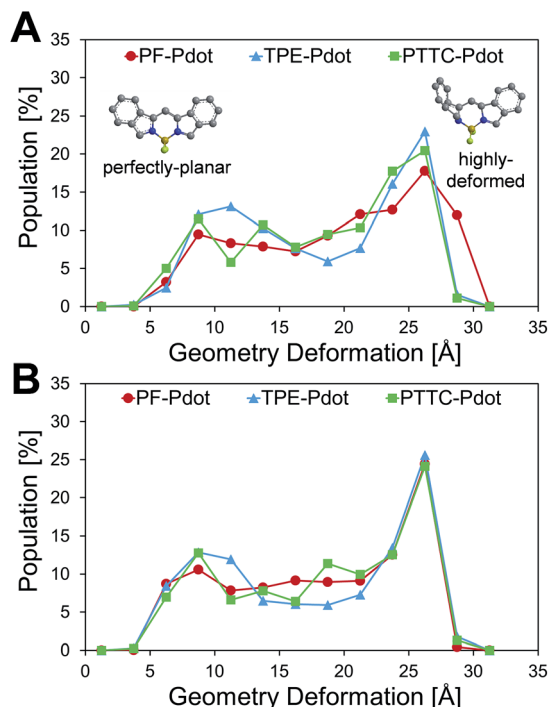 A
PF-Pdot TPE-Pdot PTTC-Pdot
perfectly-planar
highly-
deformed
Population [%]
35
30
25
20
15
10
5
0
0 5 10 15 20 25 30 35
Geometry Deformation [Å]
B
PF-Pdot TPE-Pdot PTTC-Pdot
Population [%]
35
30
25
20
15
10
5
0
0 5 10 15 20 25 30 35
Geometry Deformation [Å]